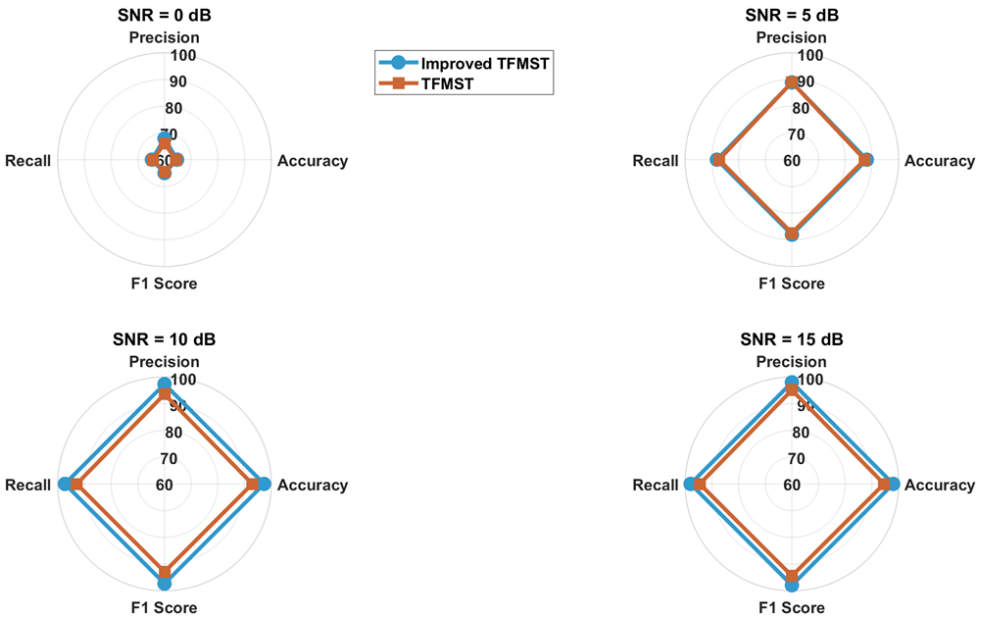 SNR = 0 dB
Precision
100
90
80
70
60
Recall
Accuracy
F1 Score
Improved TFMST
TFMST
SNR = 5 dB
Precision
100
90
80
70
60
Recall
Accuracy
F1 Score
SNR = 10 dB
Precision
100
90
80
70
60
Recall
Accuracy
F1 Score
SNR = 15 dB
Precision
100
90
80
70
60
Recall
Accuracy
F1 Score